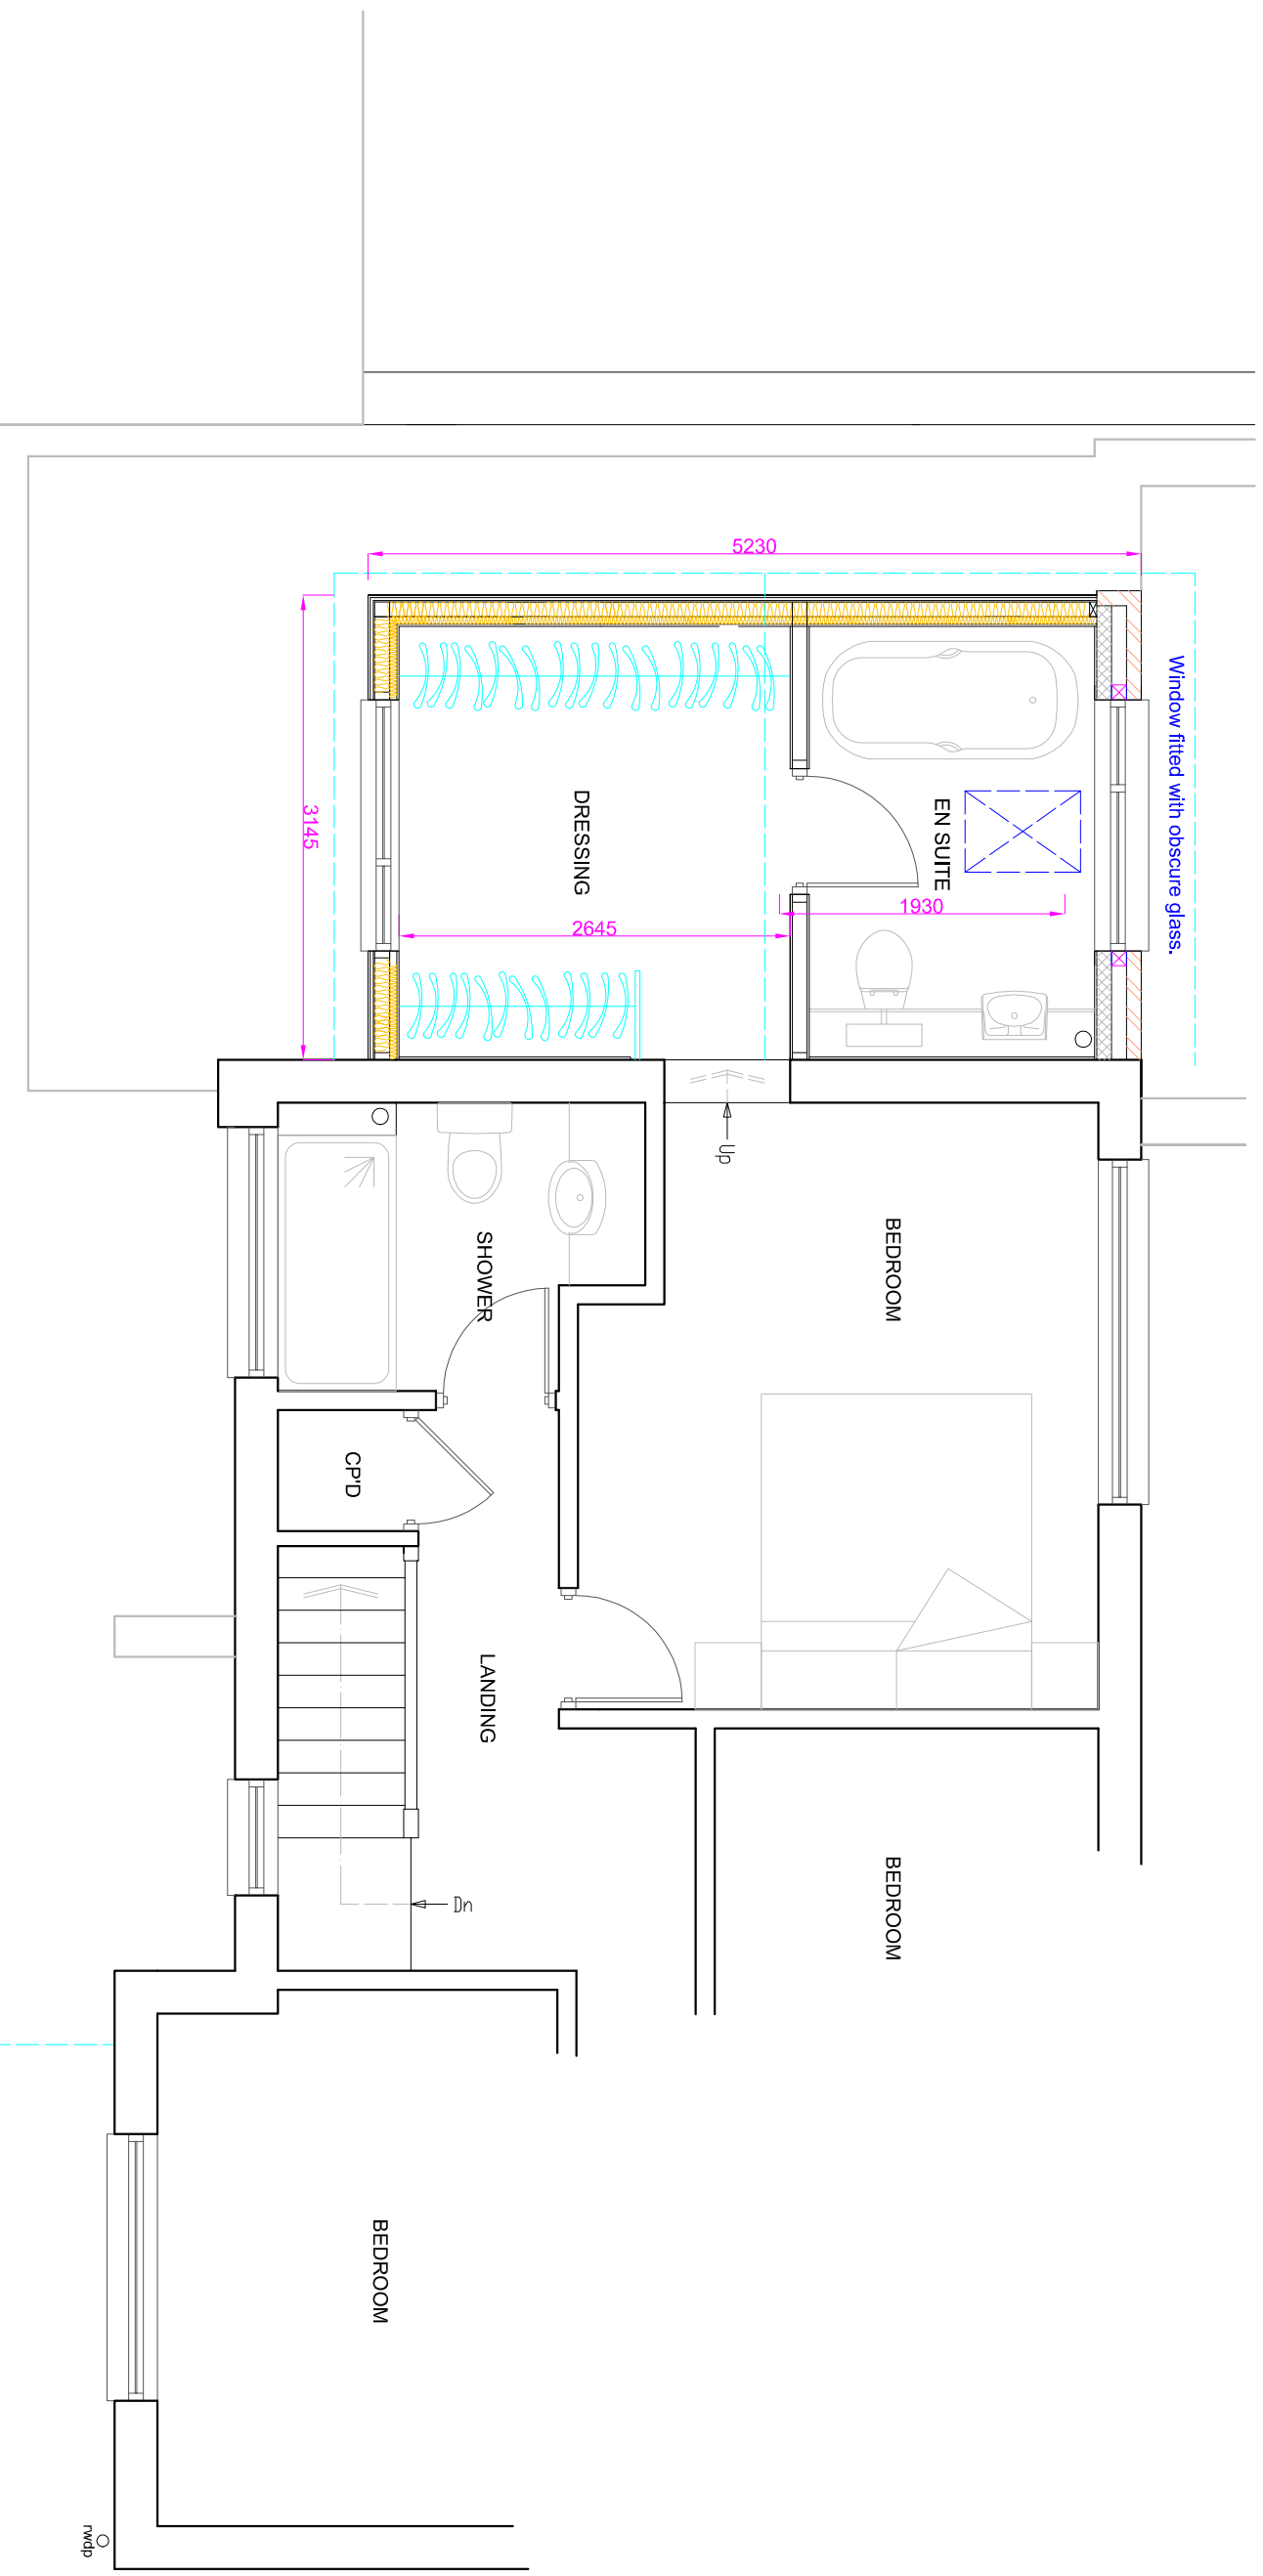 5230
Window fitted with obscure glass.
3145
DRESSING
EN SUITE
1930
2645
Up
BEDROOM
SHOWER
CP'D
LANDING
BEDROOM
Dn
BEDROOM
rwdp